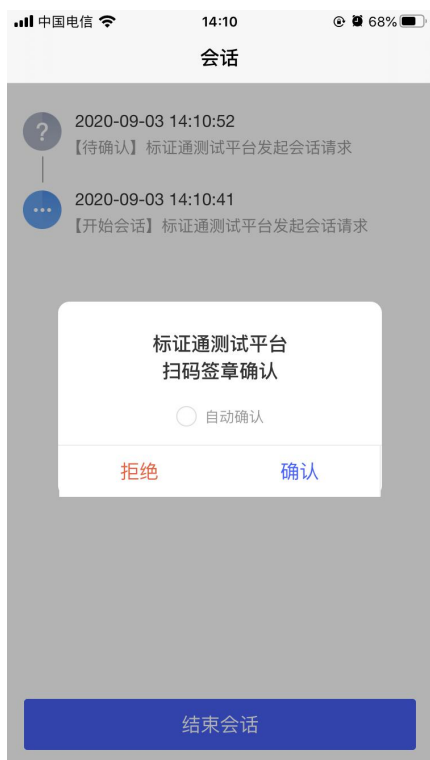 中国电信 14:10 68%
会话
2020-09-03 14:10:52
【待确认】标证通测试平台发起会话请求
2020-09-03 14:10:41
【开始会话】标证通测试平台发起会话请求
标证通测试平台
扫码签章确认
自动确认
拒绝 确认
结束会话